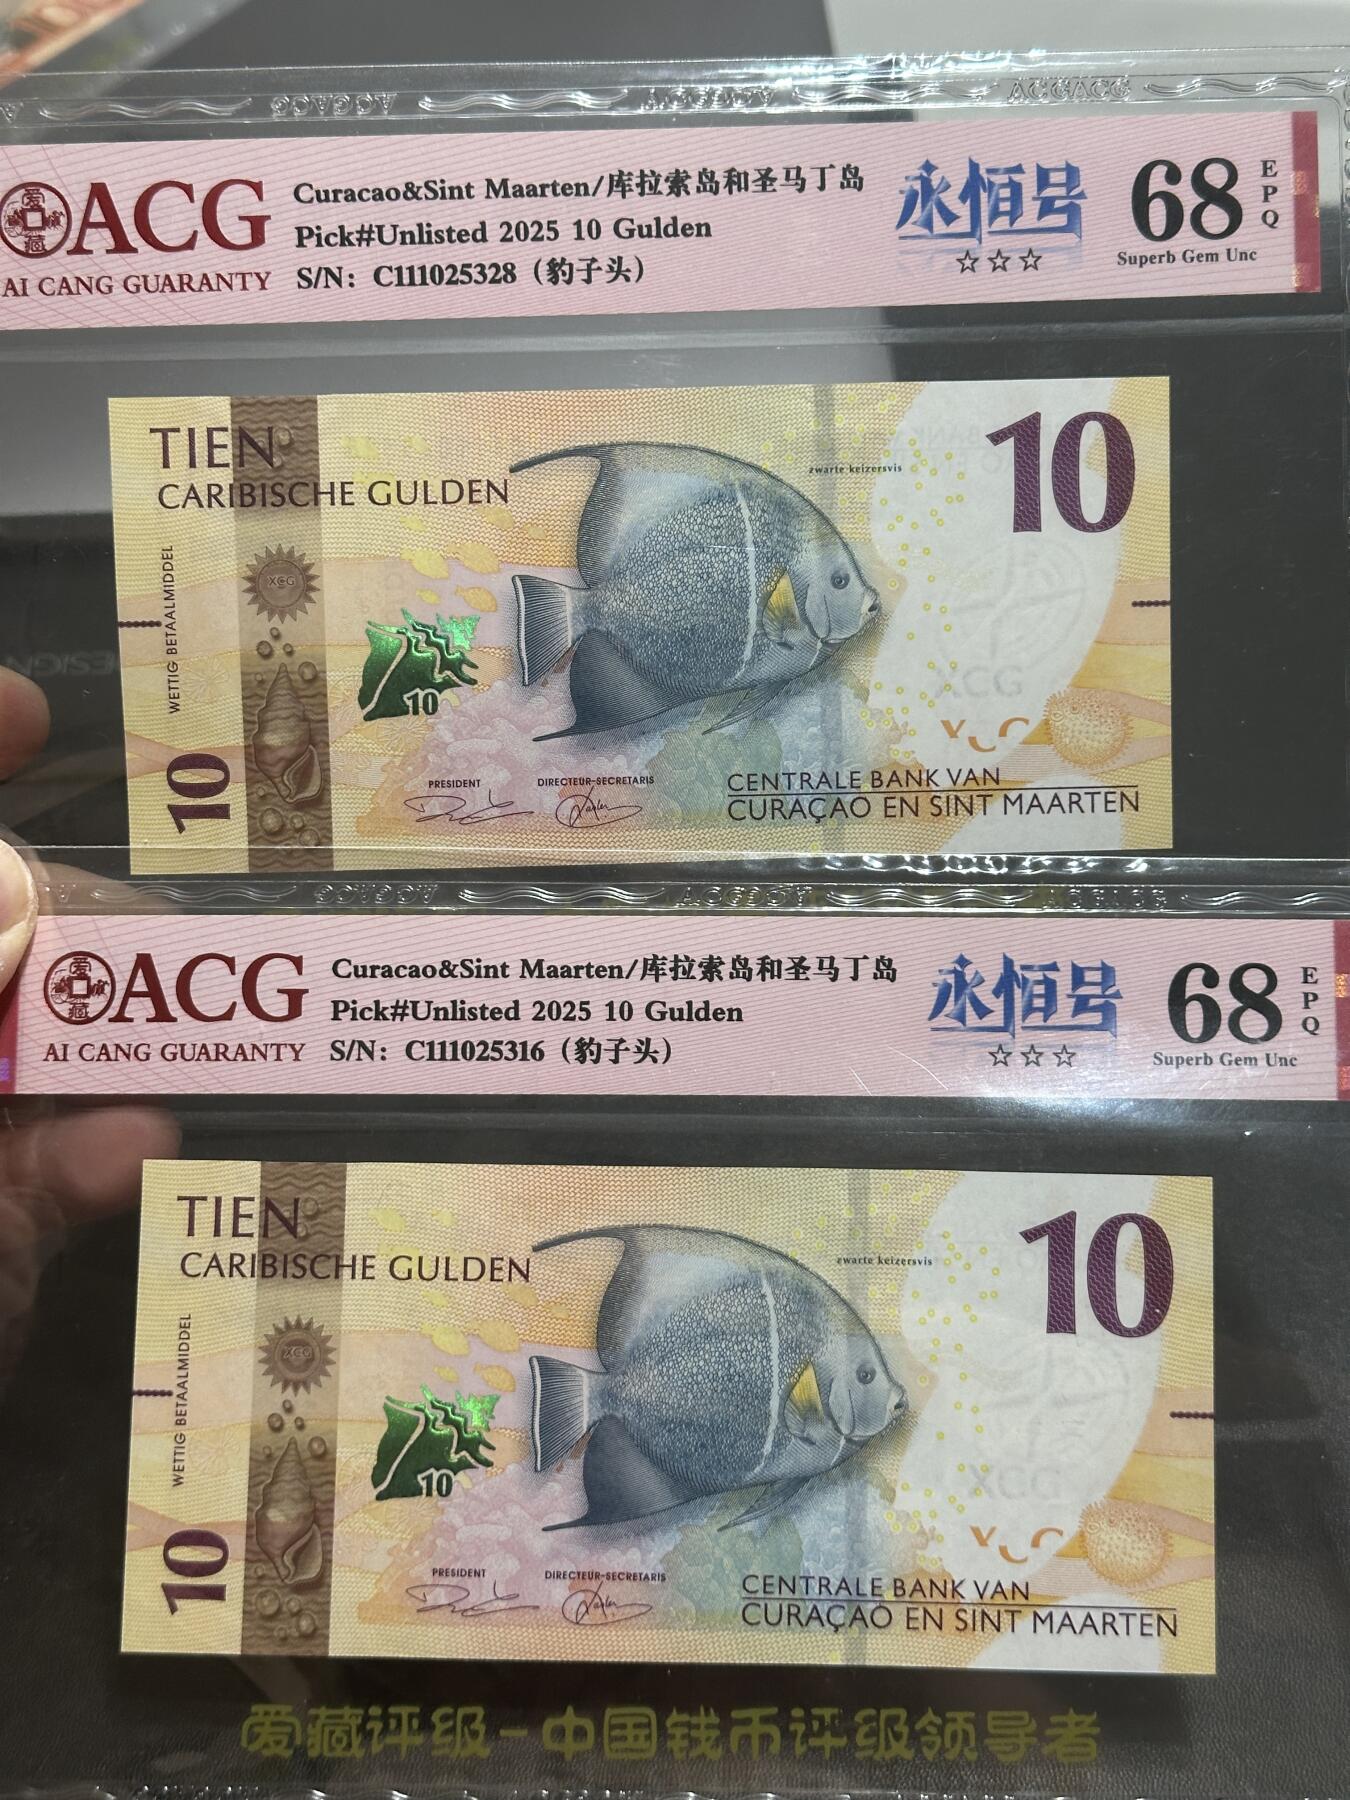 ACG
AI CANG GUARANTY
Curacao&Sint Maarten/库拉索岛和圣马丁岛
Pick#Unlisted 2025 10 Gulden
S/N: C111025328（豹子头）
永恒号
☆☆☆
68
EPQ
Superb Gem Unc
TIEN
CARIBISCHE GULDEN
10
zwarte keizersvis
WETTIG BETAALMIDDEL
XCG
10
XCG
10
PRESIDENT
DIRECTEUR-SECRETARIS
CENTRALE BANK VAN
CURAÇAO EN SINT MAARTEN
ACG
AI CANG GUARANTY
Curacao&Sint Maarten/库拉索岛和圣马丁岛
Pick#Unlisted 2025 10 Gulden
S/N: C111025316（豹子头）
永恒号
☆☆☆
68
EPQ
Superb Gem Unc
TIEN
CARIBISCHE GULDEN
10
zwarte keizersvis
WETTIG BETAALMIDDEL
XCG
10
10
PRESIDENT
DIRECTEUR-SECRETARIS
CENTRALE BANK VAN
CURAÇAO EN SINT MAARTEN
爱藏评级-中国钱币评级领导者